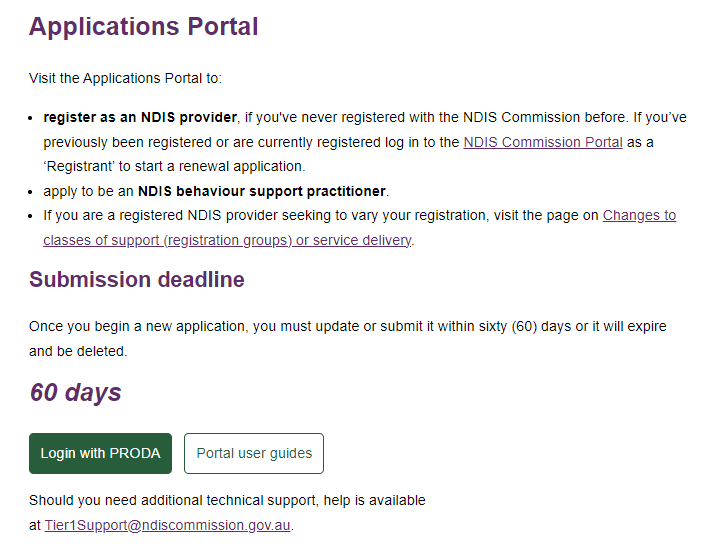 Applications Portal
Visit the Applications Portal to:
• register as an NDIS provider, if you've never registered with the NDIS Commission before. If you’ve
previously been registered or are currently registered log in to the NDIS Commission Portal as a
‘Registrant’ to start a renewal application.
• apply to be an NDIS behaviour support practitioner.
• If you are a registered NDIS provider seeking to vary your registration, visit the page on Changes to
classes of support (registration groups) or service delivery.
Submission deadline
Once you begin a new application, you must update or submit it within sixty (60) days or it will expire
and be deleted.
60 days
Login with PRODA Portal user guides
Should you need additional technical support, help is available
at Tier1Support@ndiscommission.gov.au.